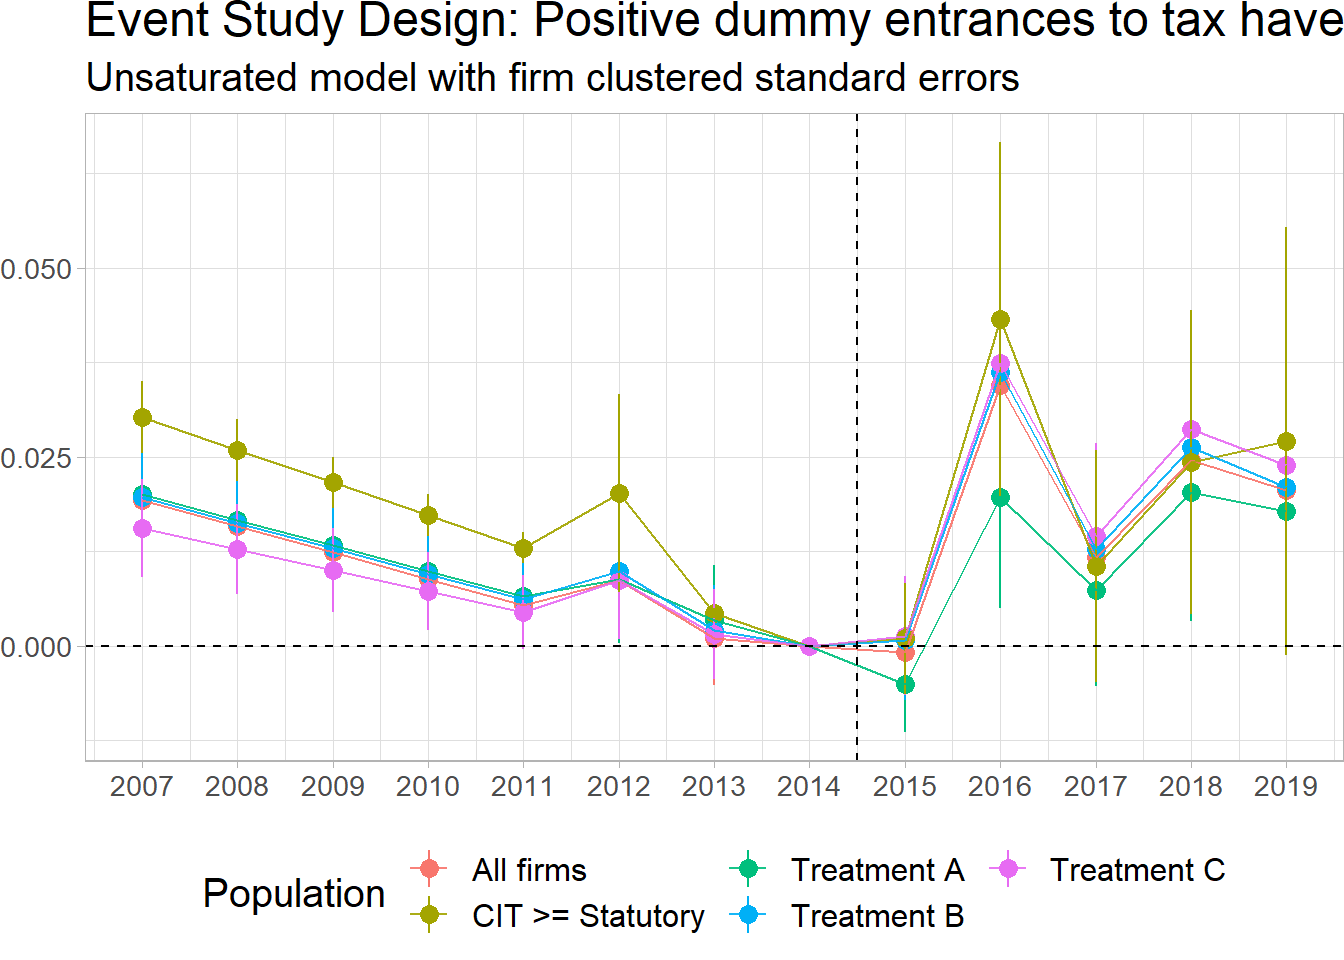 Event Study Design: Positive dummy entrances to tax have
Unsaturated model with firm clustered standard errors
0.050
0.025
0.000
2007 2008 2009 2010 2011 2012 2013 2014 2015 2016 2017 2018 2019
Population
All firms
CIT >= Statutory
Treatment A
Treatment B
Treatment C